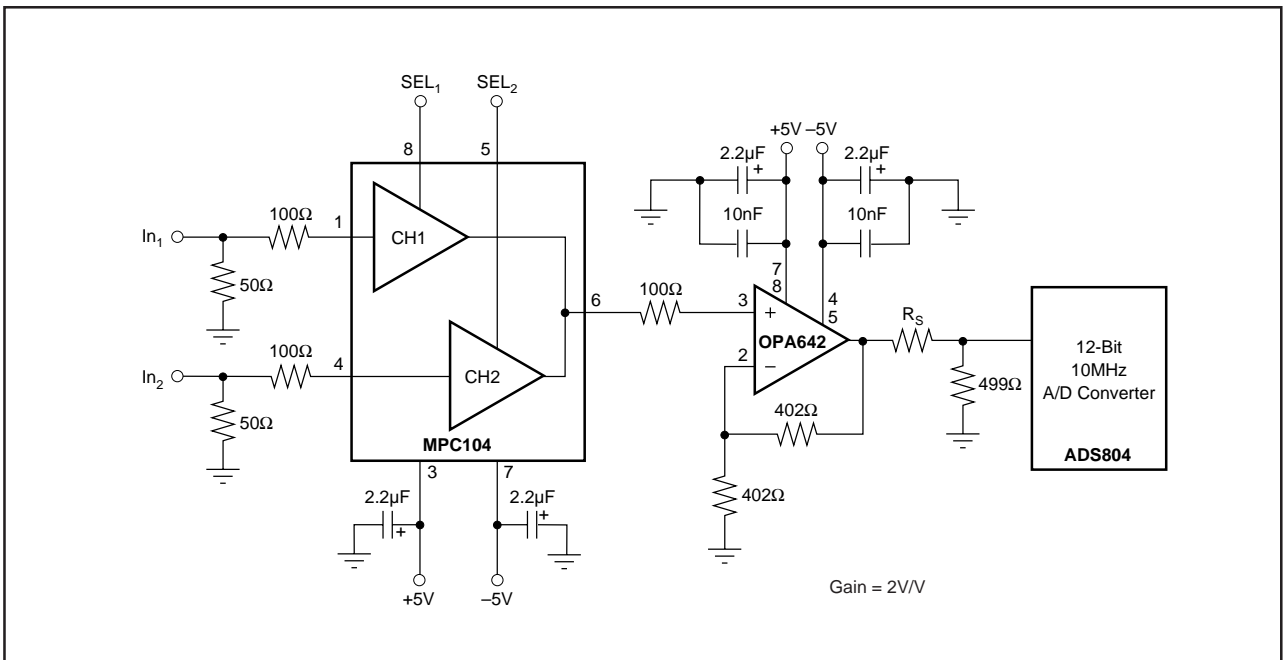 SEL1 SEL2
+5V –5V
8 5
2.2µF + 2.2µF +
100Ω 1
10nF 10nF
In1 CH1
50Ω
7
8
4
5
6 100Ω 3 +
RS
OPA642
12-Bit
10MHz
A/D Converter
ADS804
100Ω 4
2 –
In2 CH2
499Ω
50Ω
402Ω
MPC104
3 7
2.2µF + 2.2µF +
402Ω
+5V –5V
Gain = 2V/V